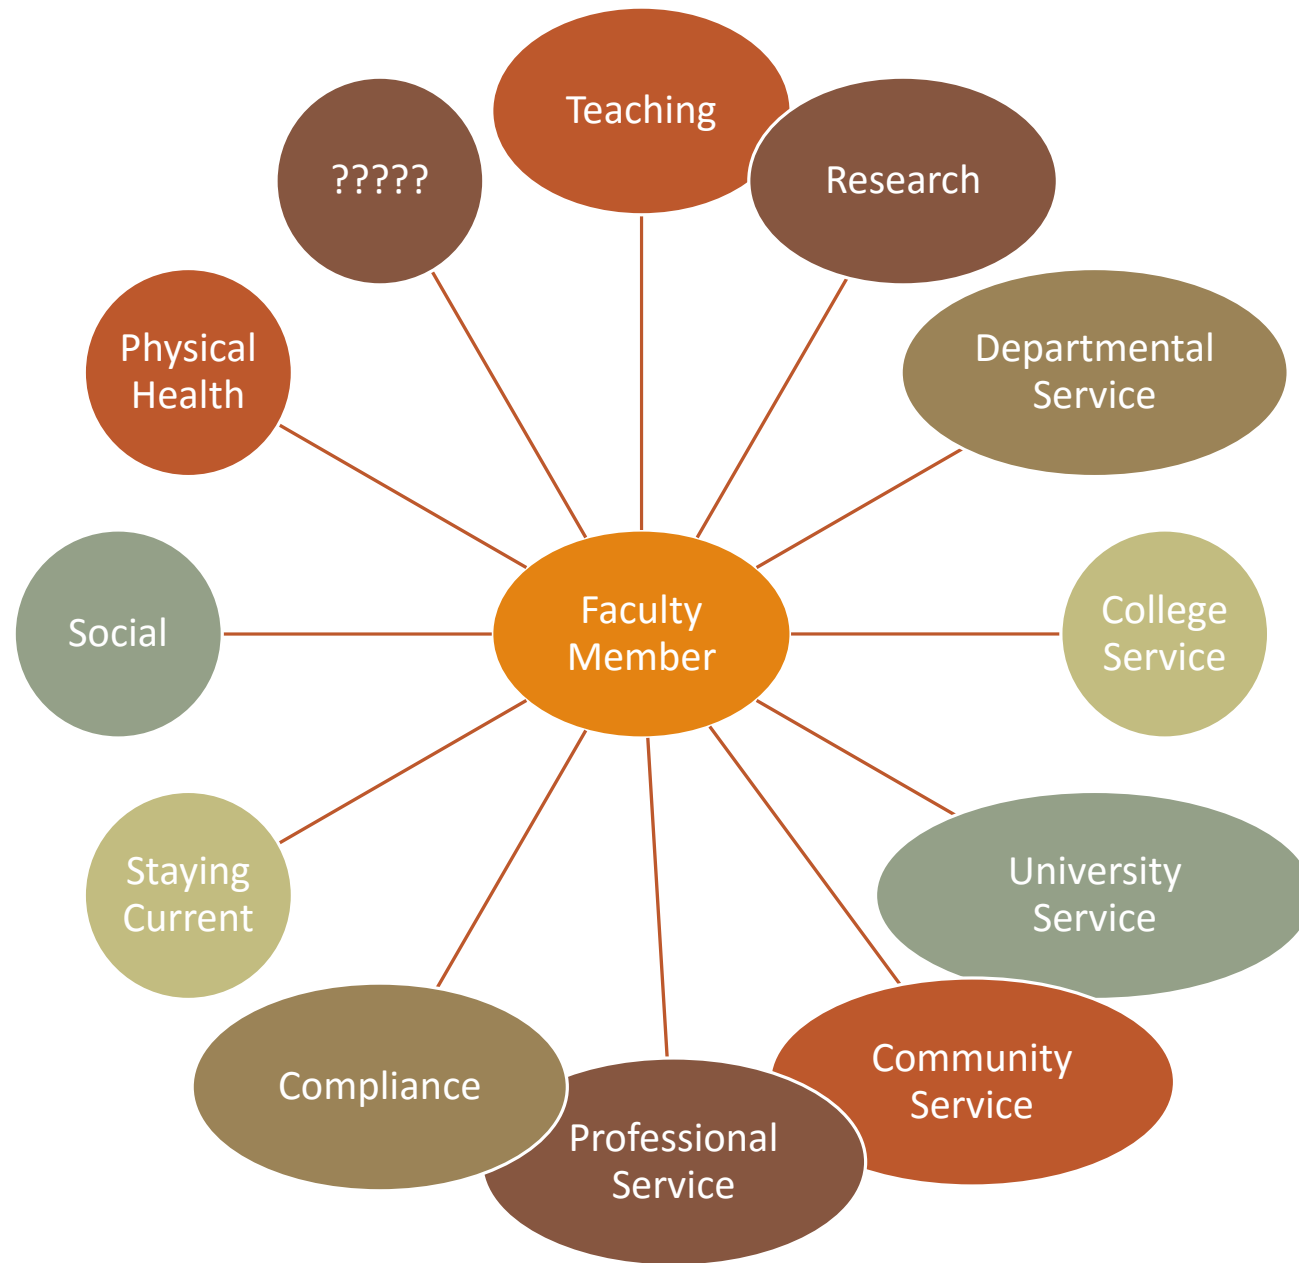 Teaching
Research
Departmental
Service
College
Service
University
Service
Community
Service
Professional
Service
Compliance
Staying
Current
Social
Physical
Health
?????
Faculty
Member